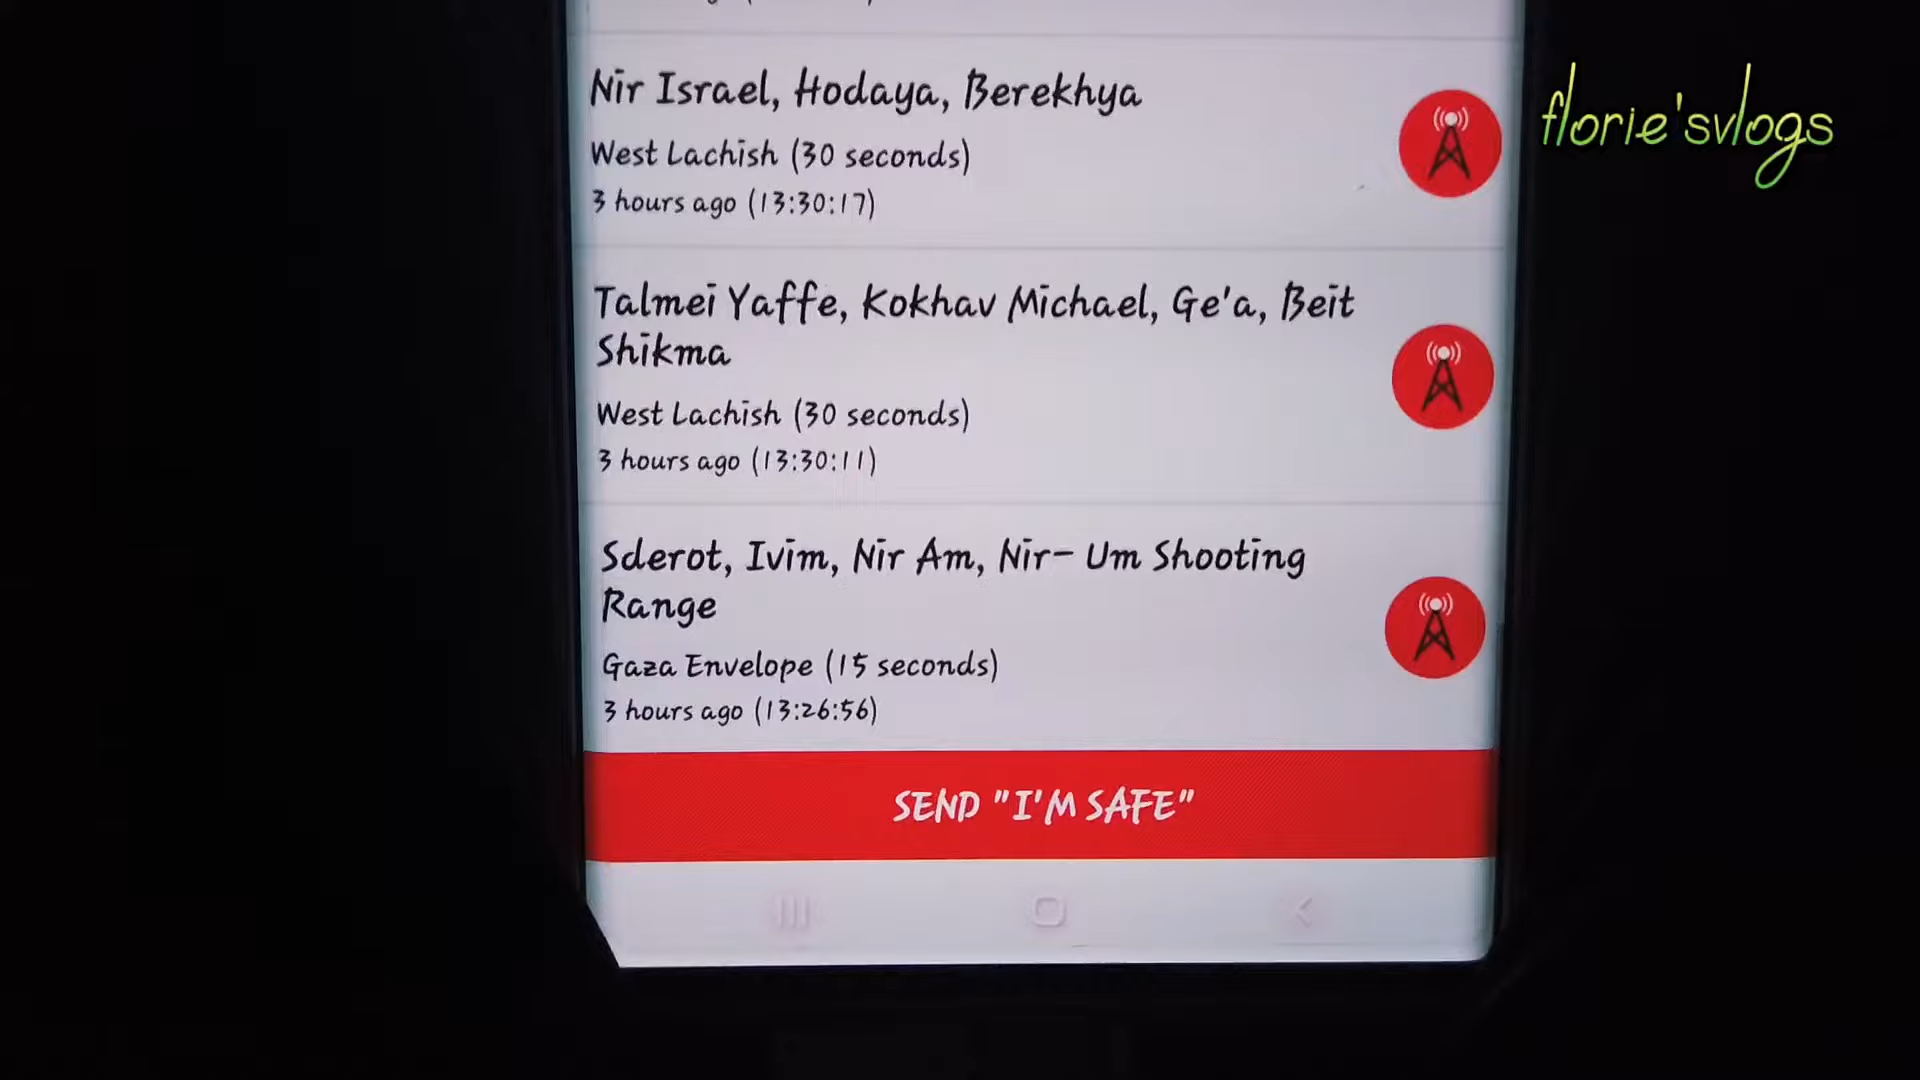 Nir Israel, Hodaya, Berekhya
West Lachish (30 seconds)
3 hours ago (13:30:17)
florie'svlogs
Talmei Yaffe, Kokhav Michael, Ge'a, Beit
Shikma
West Lachish (30 seconds)
3 hours ago (13:30:11)
Sderot, Ivim, Nir Am, Nir- Um Shooting
Range
Gaza Envelope (15 seconds)
3 hours ago (13:26:56)
SEND "I'M SAFE"